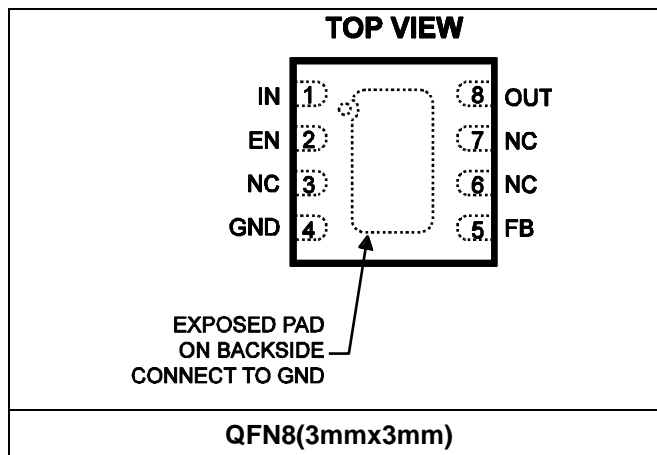 TOP VIEW
IN 1 8 OUT
EN 2 7 NC
NC 3 6 NC
GND 4 5 FB
EXPOSED PAD
ON BACKSIDE
CONNECT TO GND
QFN8(3mmx3mm)